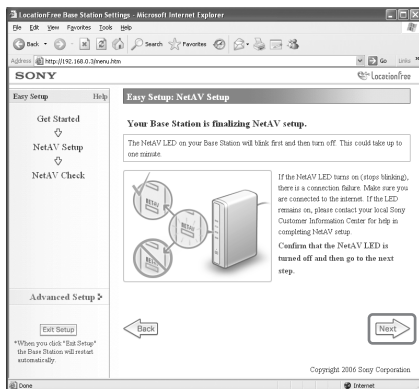 LocationFree Base Station Settings - Microsoft Internet Explorer
File Edit View Favorites Tools Help
Back Search Favorites
Address http://192.168.0.3/menu.htm Go Links
SONY LocationFree
Easy Setup Help
Get Started
NetAV Setup
NetAV Check
Advanced Setup
Exit Setup
*When you click "Exit Setup"
the Base Station will restart
automatically.
Easy Setup: NetAV Setup
Your Base Station is finalizing NetAV setup.
The NetAV LED on your Base Station will blink first and then turn off. This could take up to
one minute.
NETAV
NETAV
NETAV
If the NetAV LED turns on (stops blinking),
there is a connection failure. Make sure you
are connected to the internet. If the LED
remains on, please contact your local Sony
Customer Information Center for help in
completing NetAV setup.
Confirm that the NetAV LED is
turned off and then go to the next
step.
Back Next
Copyright 2006 Sony Corporation
Done Internet